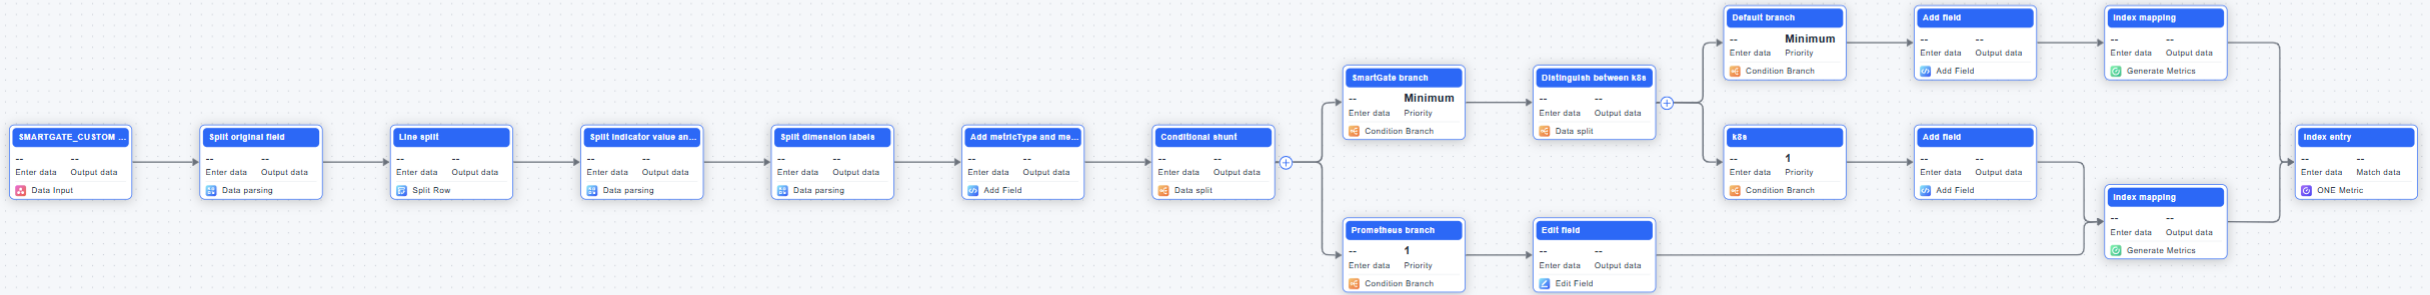 SMARTGATE_CUSTOM ...
-- --
Enter data Output data
Data Input
Split original field
-- --
Enter data Output data
Data parsing
Line split
-- --
Enter data Output data
Split Row
Split indicator value an...
-- --
Enter data Output data
Data parsing
Split dimension labels
-- --
Enter data Output data
Data parsing
Add metricType and me...
-- --
Enter data Output data
Add Field
Conditional shunt
-- --
Enter data Output data
Data split
SmartGate branch
-- Minimum
Enter data Priority
Condition Branch
Distinguish between k8s
-- --
Enter data Output data
Data split
Default branch
-- Minimum
Enter data Priority
Condition Branch
Add field
-- --
Enter data Output data
Add Field
Index mapping
-- --
Enter data Output data
Generate Metrics
k8s
-- 1
Enter data Priority
Condition Branch
Add field
-- --
Enter data Output data
Add Field
Prometheus branch
-- 1
Enter data Priority
Condition Branch
Edit field
-- --
Enter data Output data
Edit Field
Index mapping
-- --
Enter data Output data
Generate Metrics
Index entry
-- --
Enter data Match data
ONE Metric